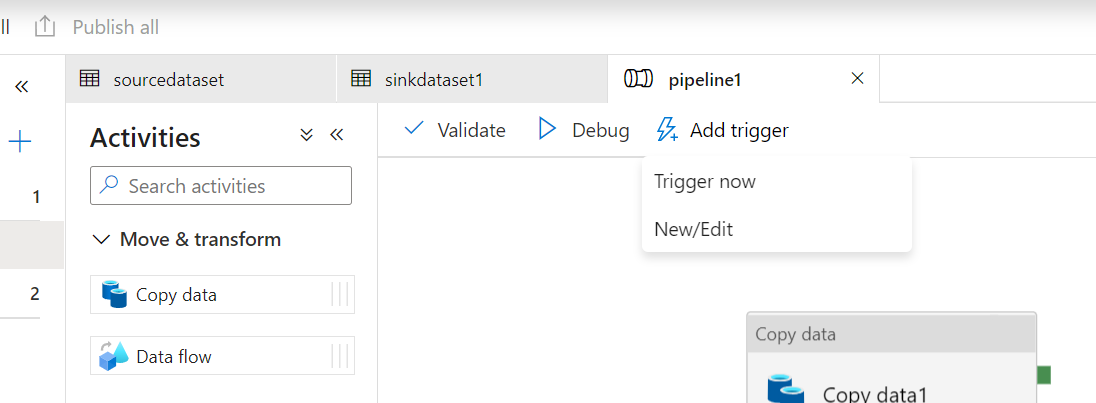 ll Publish all
sourcedataset
sinkdataset1
pipeline1
Activities
Validate
Debug
Add trigger
Search activities
Trigger now
New/Edit
1
Move & transform
2
Copy data
Data flow
Copy data
Copy data1